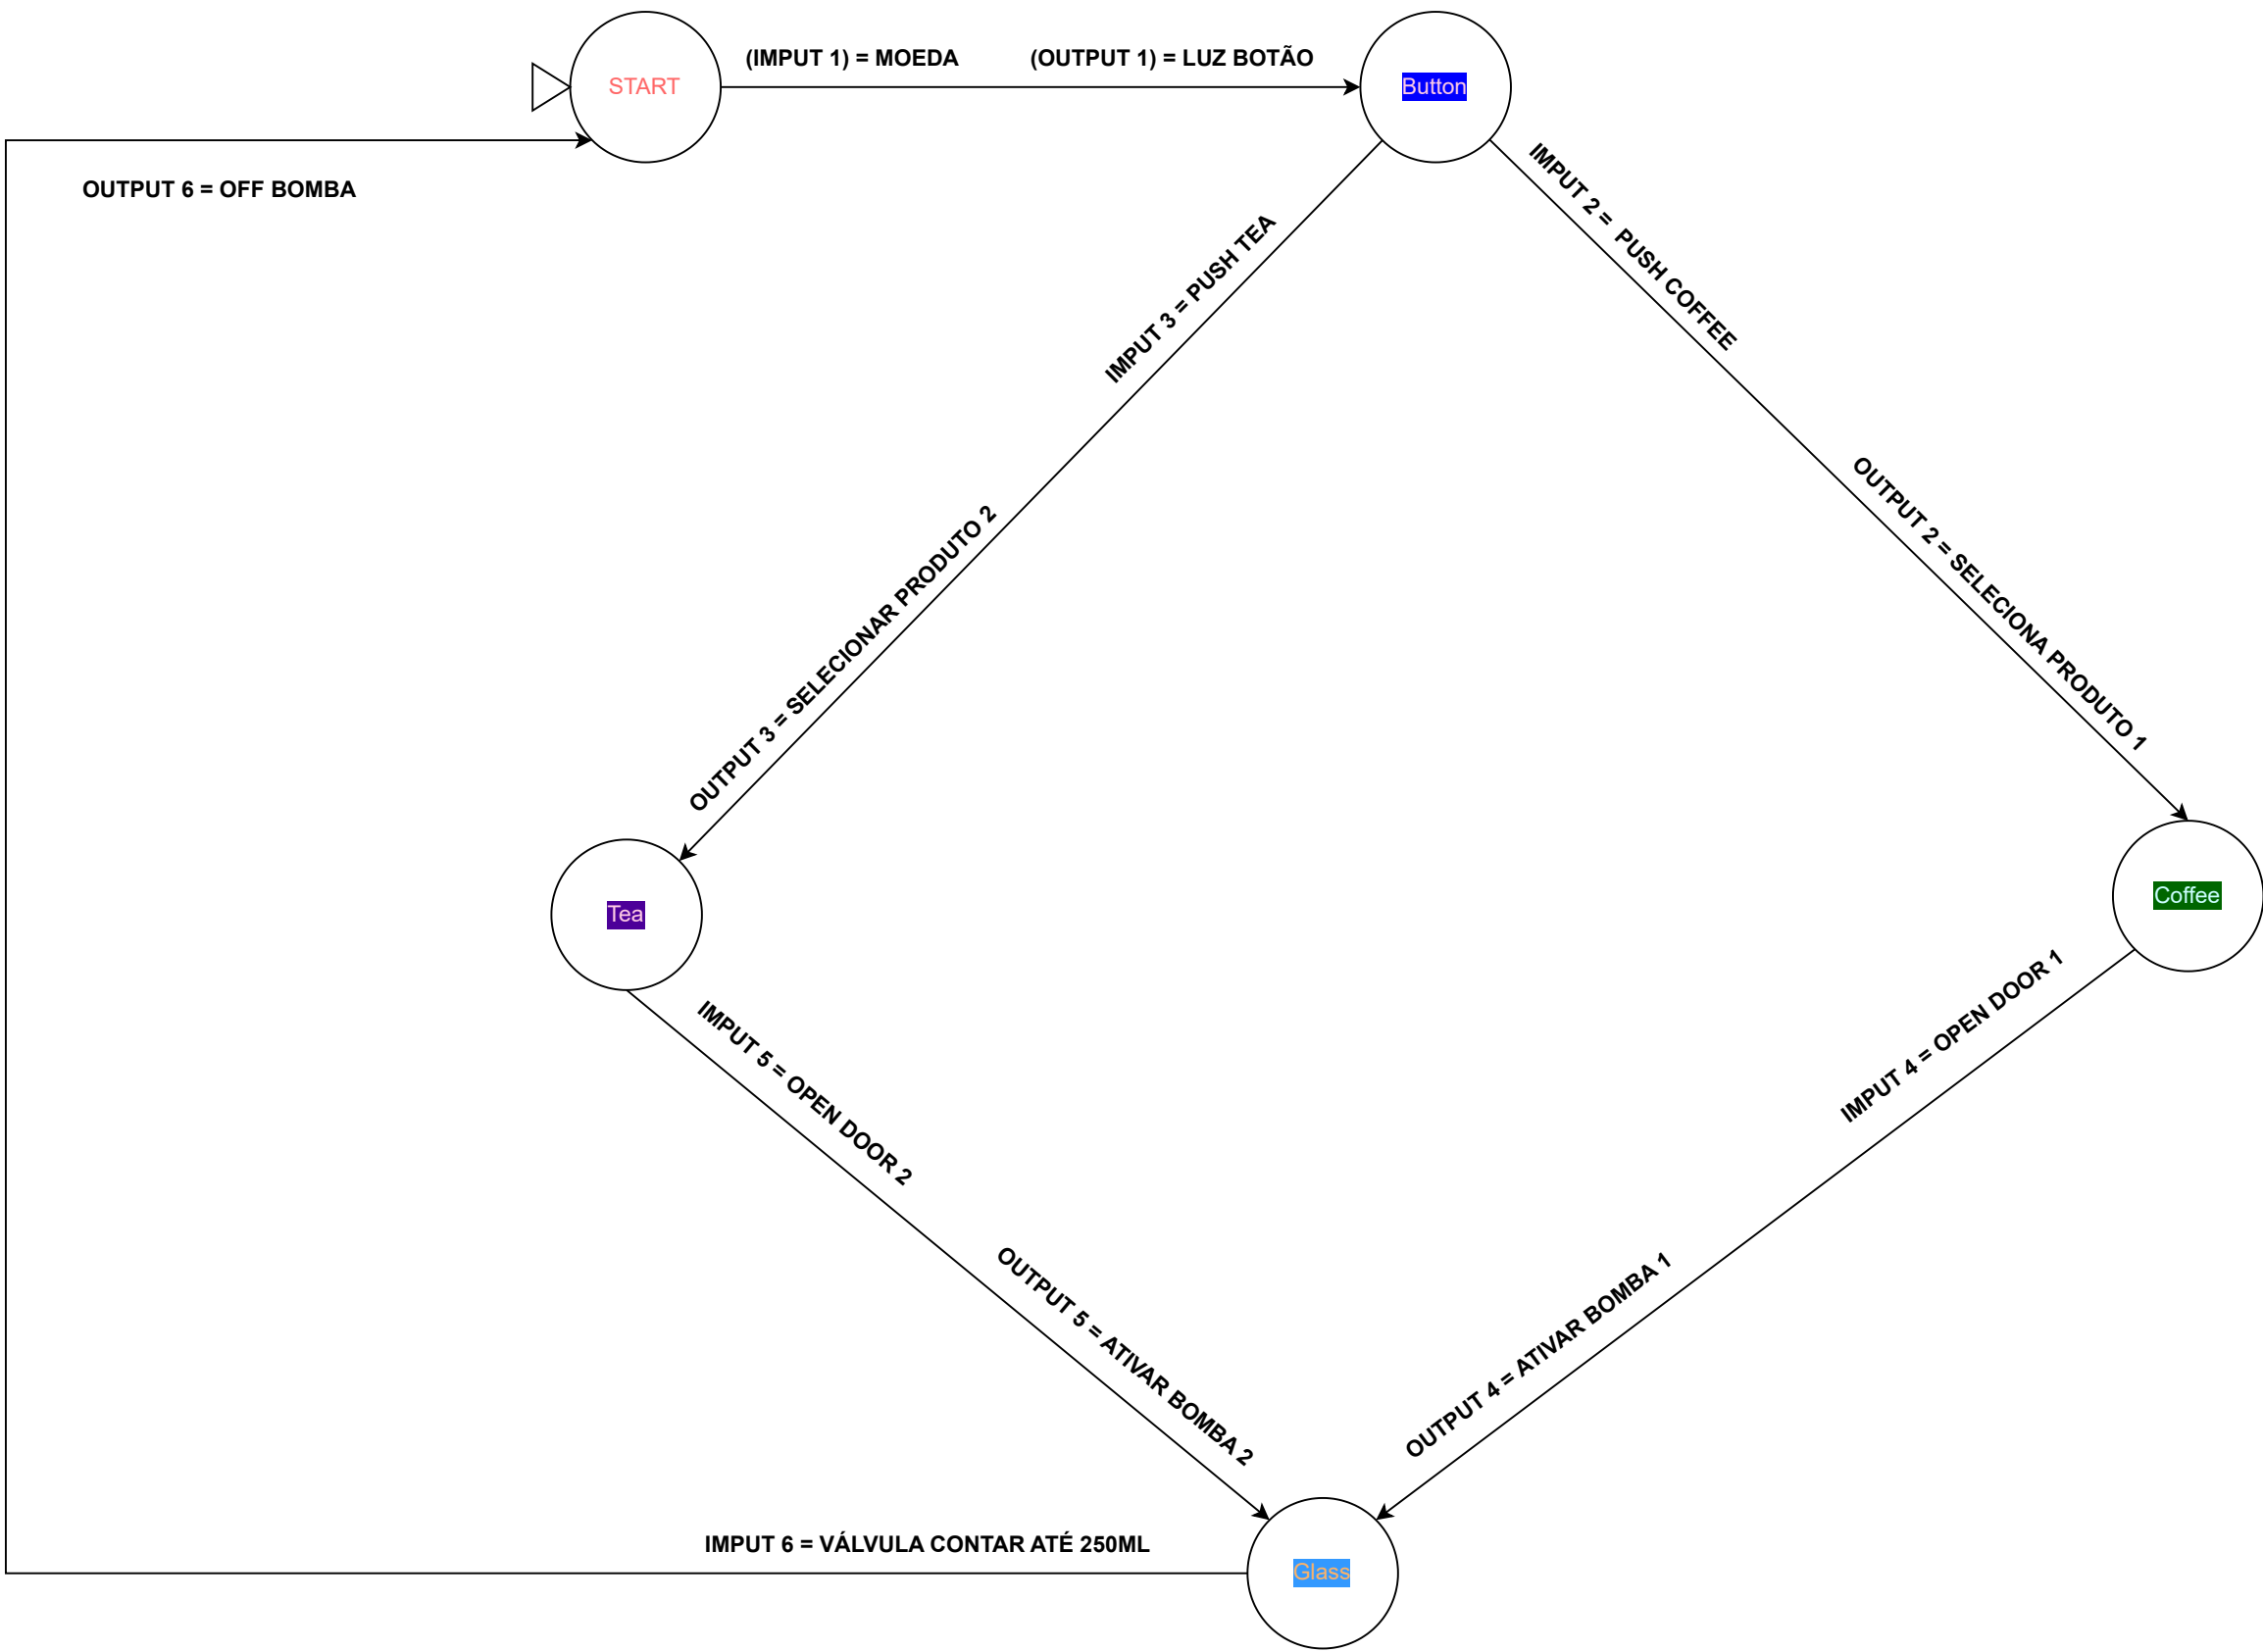 (IMPUT 1) = MOEDA
(OUTPUT 1) = LUZ BOTÃO
START
Button
OUTPUT 6 = OFF BOMBA
IMPUT 2 = PUSH COFFEE
IMPUT 3 = PUSH TEA
OUTPUT 2 = SELECIONA PRODUTO 1
OUTPUT 3 = SELECIONAR PRODUTO 2
Tea
Coffee
IMPUT 5 = OPEN DOOR 2
IMPUT 4 = OPEN DOOR 1
OUTPUT 5 = ATIVAR BOMBA 2
OUTPUT 4 = ATIVAR BOMBA 1
IMPUT 6 = VÁLVULA CONTAR ATÉ 250ML
Glass